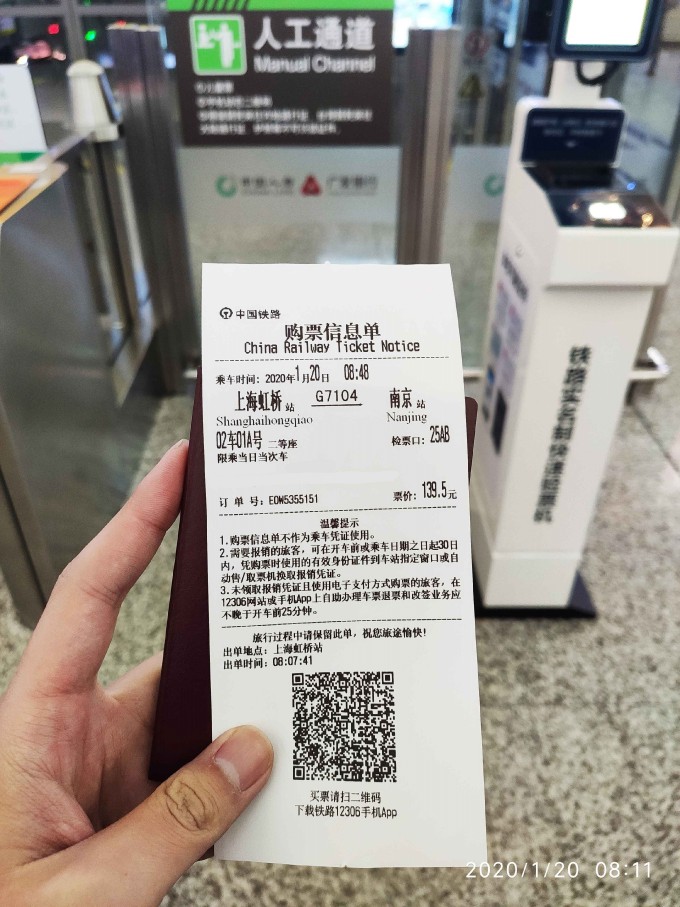 人工通道
Manual Channel
广发银行
铁路实名制快速验票机
中国铁路
购票信息单
China Railway Ticket Notice
乘车时间: 2020年1月20日 08:48
上海虹桥 站 G7104 南京 站
Shanghaihongqiao Nanjing
02车01A号 二等座 检票口: 25AB
限乘当日当次车
订 单 号: EOW5355151 票价: 139.5元
温馨提示
1.购票信息单不作为乘车凭证使用。
2.需要报销的旅客, 可在开车前或乘车日期之日起30日
内, 凭购票时使用的有效身份证件到车站指定窗口或自
动售/取票机换取报销凭证。
3.未领取报销凭证且使用电子支付方式购票的旅客, 在
12306网站或手机App上自助办理车票退票和改签业务应
不晚于开车前25分钟。
旅行过程中请保留此单, 祝您旅途愉快!
出单地点: 上海虹桥站
出单时间: 08:07:41
买票请扫二维码
下载铁路12306手机App
2020/1/20 08:11